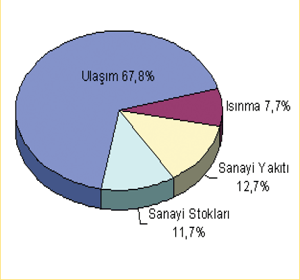 Ulaşım 67,8%
Isınma 7,7%
Sanayi Yakıtı
12,7%
Sanayi Stokları
11,7%